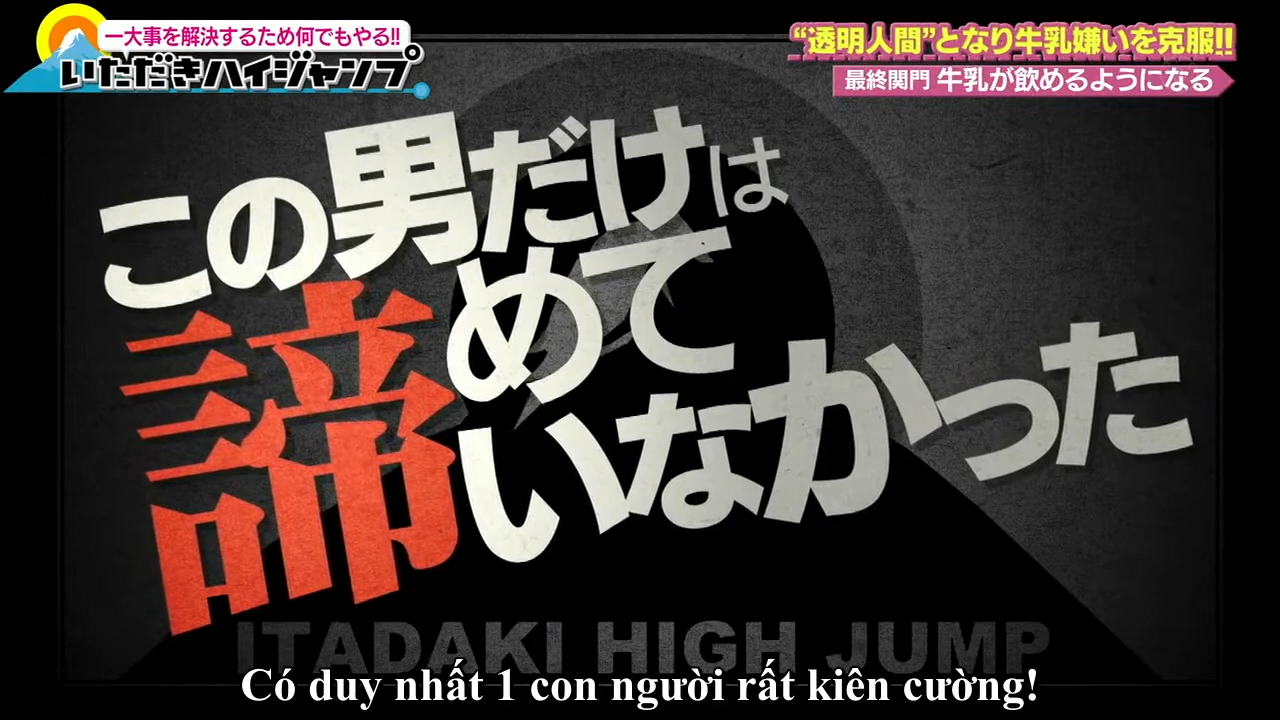 一大事を解決するため何でもやる!!
いただきハイジャンプ
“透明人間”となり牛乳嫌いを克服!!
最終関門 牛乳が飲めるようになる
この男だけは
諦めて
いなかった
ITADAKI HIGH JUMP
Có duy nhất 1 con người rất kiên cường!